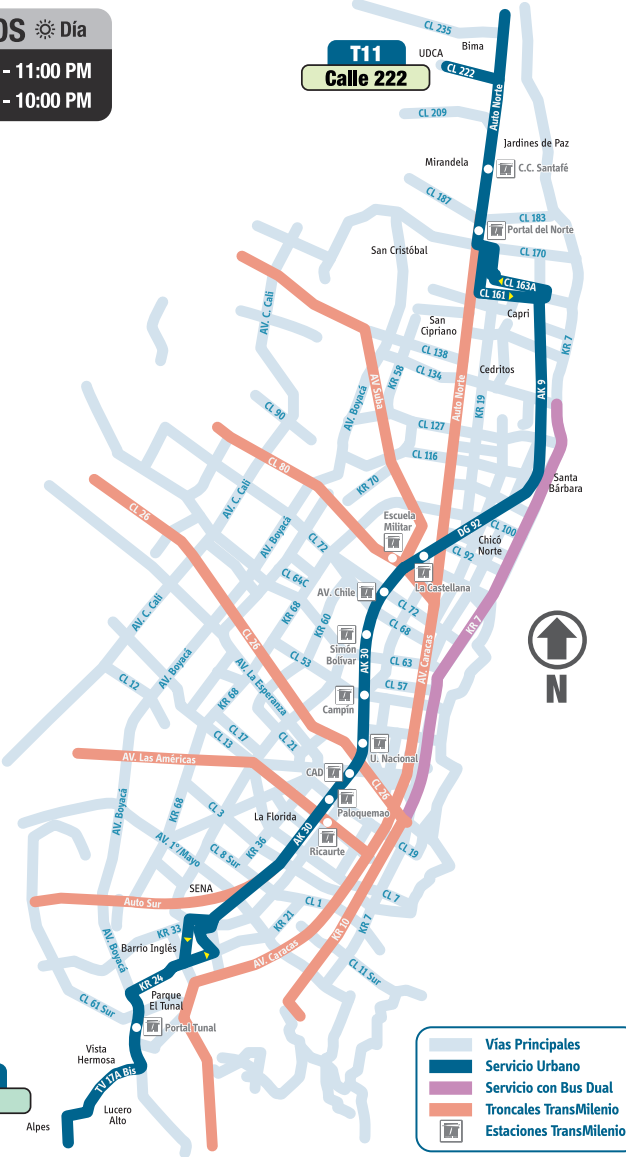 OS Día
- 11:00 PM
- 10:00 PM
T11
Calle 222
CL 235
Bima
UDCA
CL 222
Auto Norte
CL 209
Jardines de Paz
Mirandela
C.C. Santafé
CL 187
CL 183
Portal del Norte
San Cristóbal
CL 170
CL 163A
CL 161
Caprí
AV. C. Cali
San
Cipriano
KR 7
CL 138
CL 134
Cedritos
KR 58
AV Suba
AV. Boyacá
Auto Norte
KR 19
AK 9
CL 90
CL 127
CL 116
CL 80
KR 70
Santa
Bárbara
AV. C. Cali
CL 26
Escuela
Militar
AV. Boyacá
CL 72
DG 92
CL 100
Chicó
Norte
CL 92
La Castellana
CL 64C
AV. Chile
KR 68
KR 60
CL 72
CL 68
AV. C. Cali
CL 26
Simón
Bolívar
AK 30
AV. Caracas
KR 7
CL 53
CL 63
CL 57
AV. Boyacá
AV. La Esperanza
CL 12
KR 68
Campín
N
CL 17
CL 13
CL 21
U. Nacional
AV. Las Américas
CAD
CL 26
Paloquemao
AV. Boyacá
KR 68
CL 3
La Florida
AK 30
Ricaurte
AV. 1º/Mayo
CL 8 Sur
KR 36
CL 19
SENA
Auto Sur
CL 1
CL 7
KR 21
KR 33
KR 10
KR 7
AV. Boyacá
Barrio Inglés
AV. Caracas
KR 24
CL 11 Sur
Parque
El Tunal
CL 61 Sur
Portal Tunal
Vista
Hermosa
TV 17A Bis
Lucero
Alto
Alpes
Vías Principales
Servicio Urbano
Servicio con Bus Dual
Troncales TransMilenio
Estaciones TransMilenio